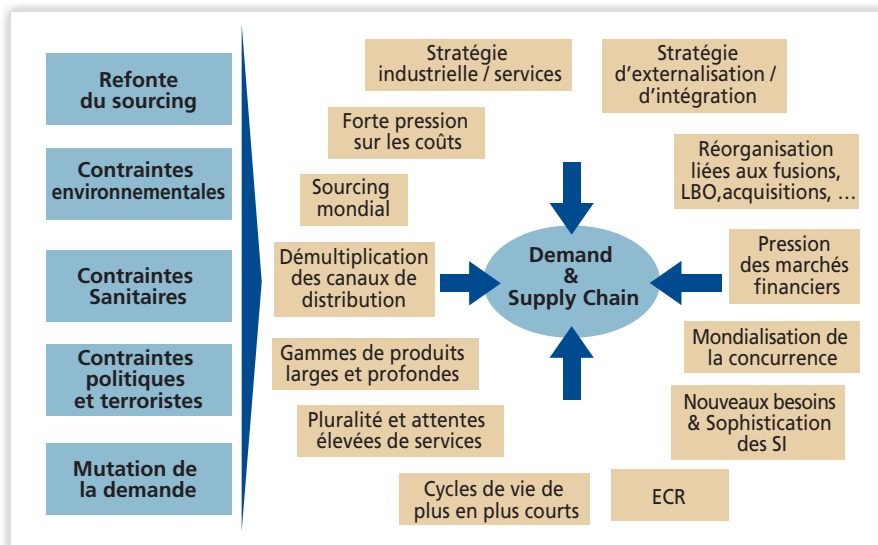 Refonte
du sourcing
Contraintes
environnementales
Contraintes
Sanitaires
Contraintes
politiques
et terroristes
Mutation de
la demande
Stratégie
industrielle / services
Stratégie
d'externalisation /
d'intégration
Forte pression
sur les coûts
Réorganisation
liées aux fusions,
LBO,acquisitions, ...
Sourcing
mondial
Démultiplication
des canaux de
distribution
Demand
&
Supply Chain
Pression
des marchés
financiers
Gammes de produits
larges et profondes
Mondialisation de
la concurrence
Pluralité et attentes
élevées de services
Nouveaux besoins
& Sophistication
des SI
Cycles de vie de
plus en plus courts
ECR